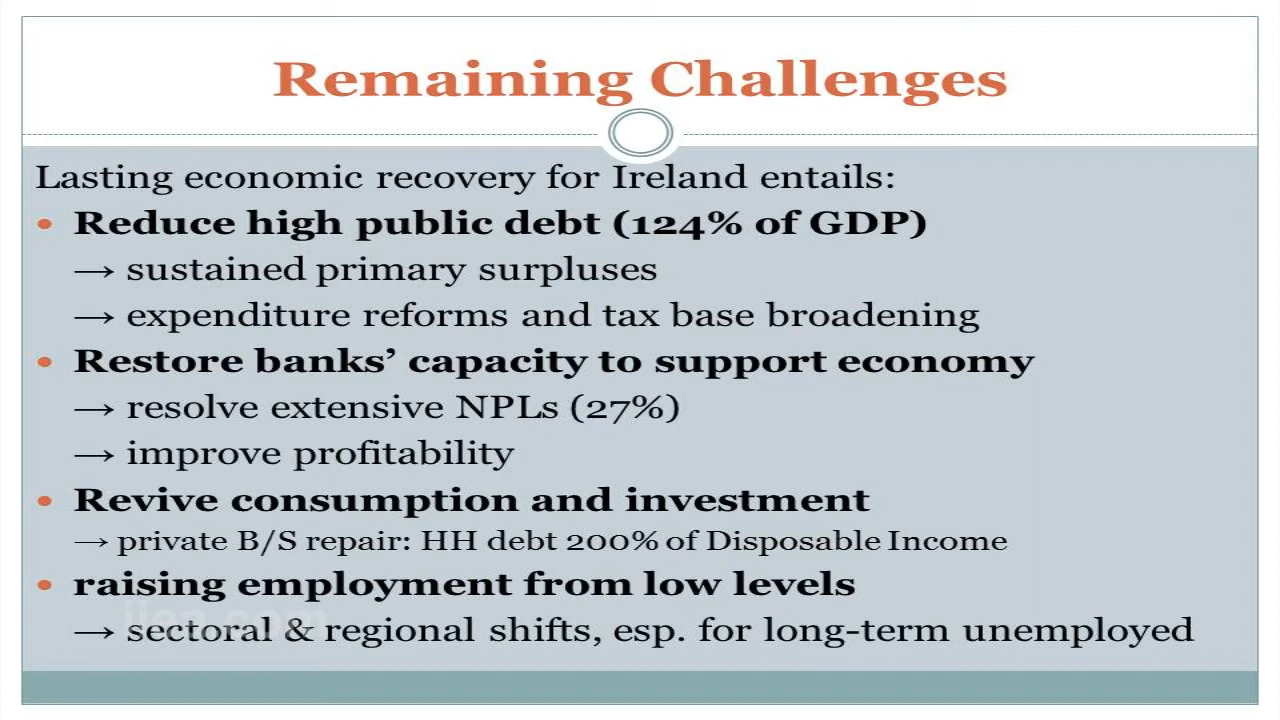 Remaining Challenges
Lasting economic recovery for Ireland entails:
• Reduce high public debt (124% of GDP)
→ sustained primary surpluses
→ expenditure reforms and tax base broadening
• Restore banks’ capacity to support economy
→ resolve extensive NPLs (27%)
→ improve profitability
• Revive consumption and investment
→ private B/S repair: HH debt 200% of Disposable Income
• raising employment from low levels
iiea.com
→ sectoral & regional shifts, esp. for long-term unemployed